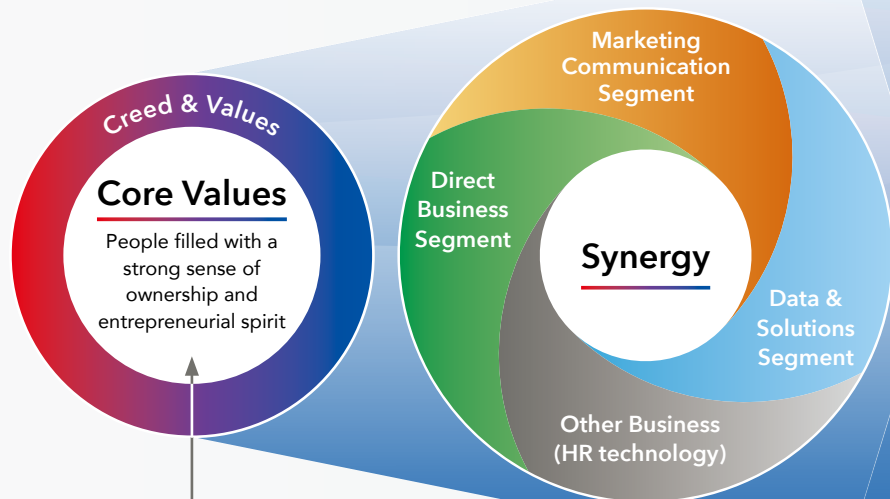 Creed & Values
Core Values
People filled with a
strong sense of
ownership and
entrepreneurial spirit
Marketing
Communication
Segment
Direct
Business
Segment
Synergy
Data &
Solutions
Segment
Other Business
(HR technology)